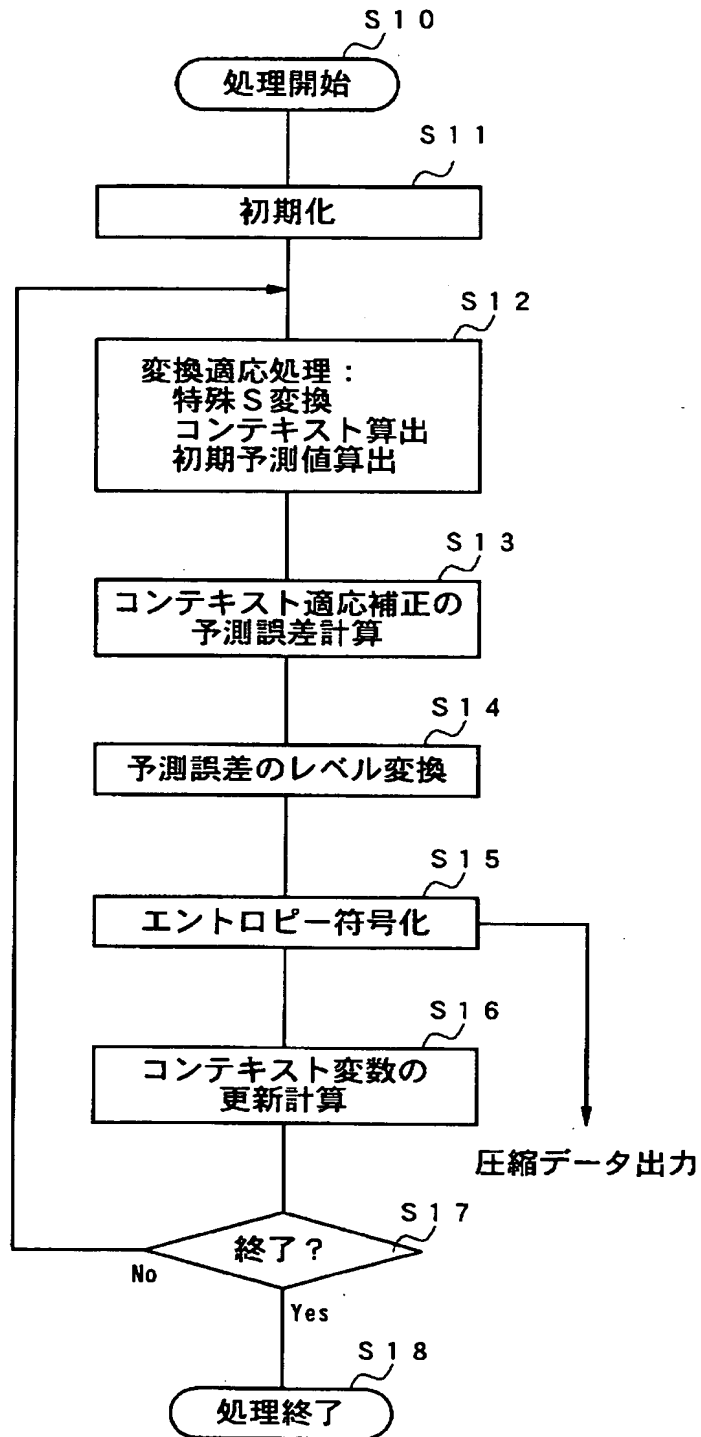 S10
処理開始
S11
初期化
S12
変換適応処理：
特殊S変換
コンテキスト算出
初期予測値算出
S13
コンテキスト適応補正の
予測誤差計算
S14
予測誤差のレベル変換
S15
エントロピー符号化
S16
コンテキスト変数の
更新計算
圧縮データ出力
S17
終了？
No
Yes
S18
処理終了